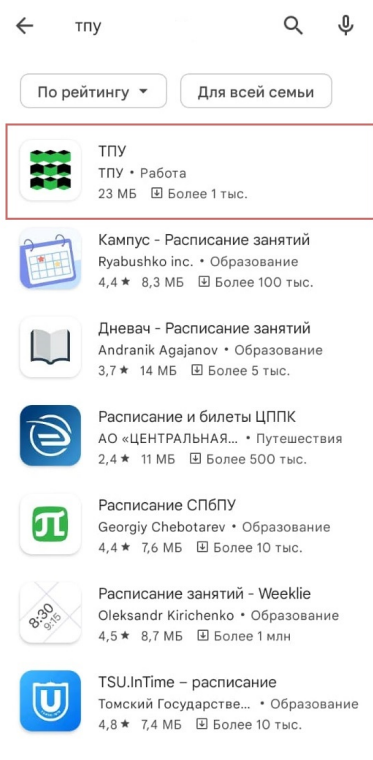 тпу
По рейтингу
Для всей семьи
ТПУ
ТПУ • Работа
23 МБ Более 1 тыс.
Кампус - Расписание занятий
Ryabushko inc. • Образование
4,4★ 8,3 МБ Более 100 тыс.
Дневач - Расписание занятий
Andranik Agajanov • Образование
3,7★ 14 МБ Более 5 тыс.
Расписание и билеты ЦППК
АО «ЦЕНТРАЛЬНАЯ... • Путешествия
2,4★ 11 МБ Более 500 тыс.
Расписание СПбПУ
Georgiy Chebotarev • Образование
4,4★ 7,6 МБ Более 10 тыс.
8:30
9:15
Расписание занятий - Weeklie
Oleksandr Kirichenko • Образование
4,5★ 8,7 МБ Более 1 млн
TSU.InTime – расписание
Томский Государстве... • Образование
4,8★ 7,4 МБ Более 10 тыс.